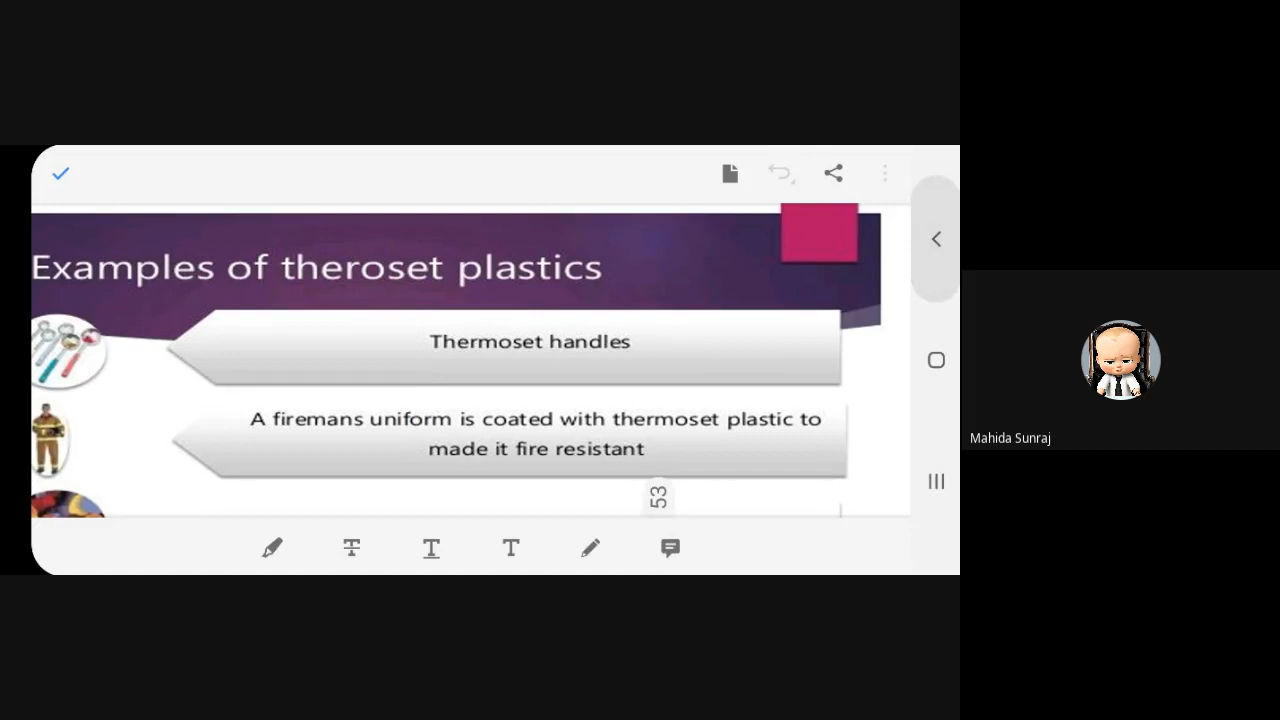 Examples of theroset plastics
Thermoset handles
A firemans uniform is coated with thermoset plastic to
made it fire resistant
53
Mahida Sunraj